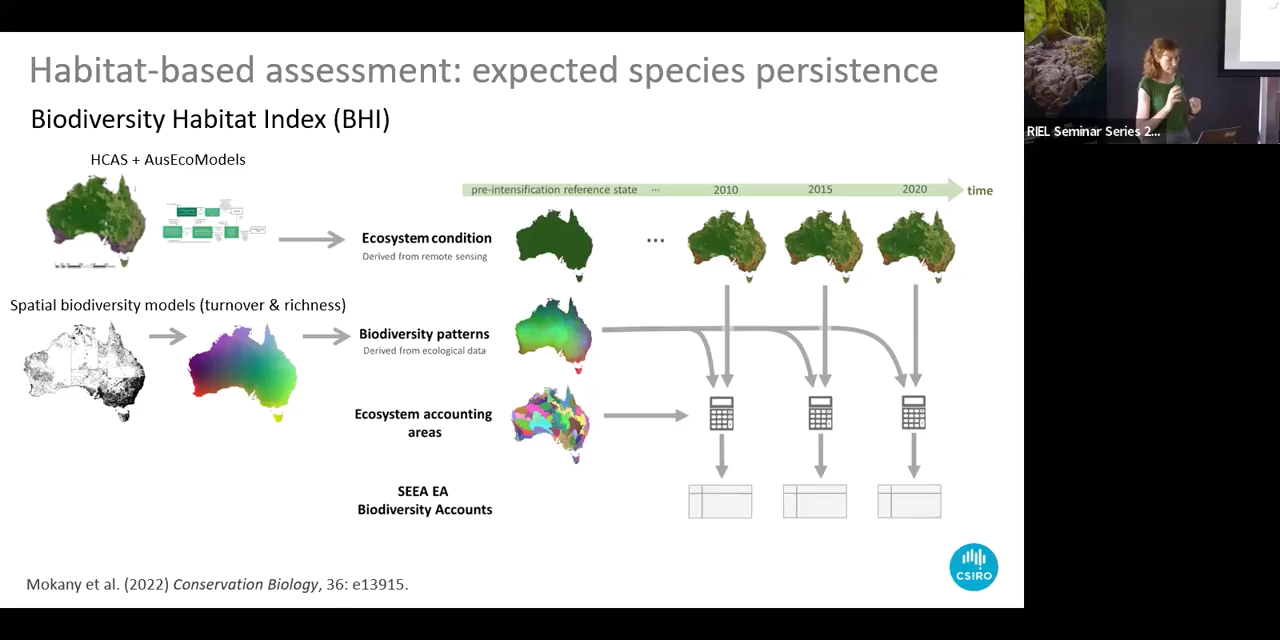 Habitat-based assessment: expected species persistence
Biodiversity Habitat Index (BHI)
HCAS + AusEcoModels
pre-intensification reference state ... 2010 2015 2020 time
Ecosystem condition
Derived from remote sensing
...
Spatial biodiversity models (turnover & richness)
Biodiversity patterns
Derived from ecological data
Ecosystem accounting
areas
SEEA EA
Biodiversity Accounts
CSIRO
Mokany et al. (2022) Conservation Biology, 36: e13915.
RIEL Seminar Series 2...